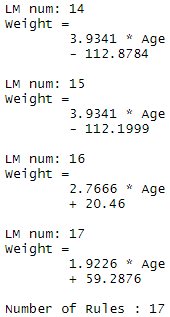 LM num: 14
Weight =
3.9341 * Age
- 112.8784
LM num: 15
Weight =
3.9341 * Age
- 112.1999
LM num: 16
Weight =
2.7666 * Age
+ 20.46
LM num: 17
Weight =
1.9226 * Age
+ 59.2876
Number of Rules : 17